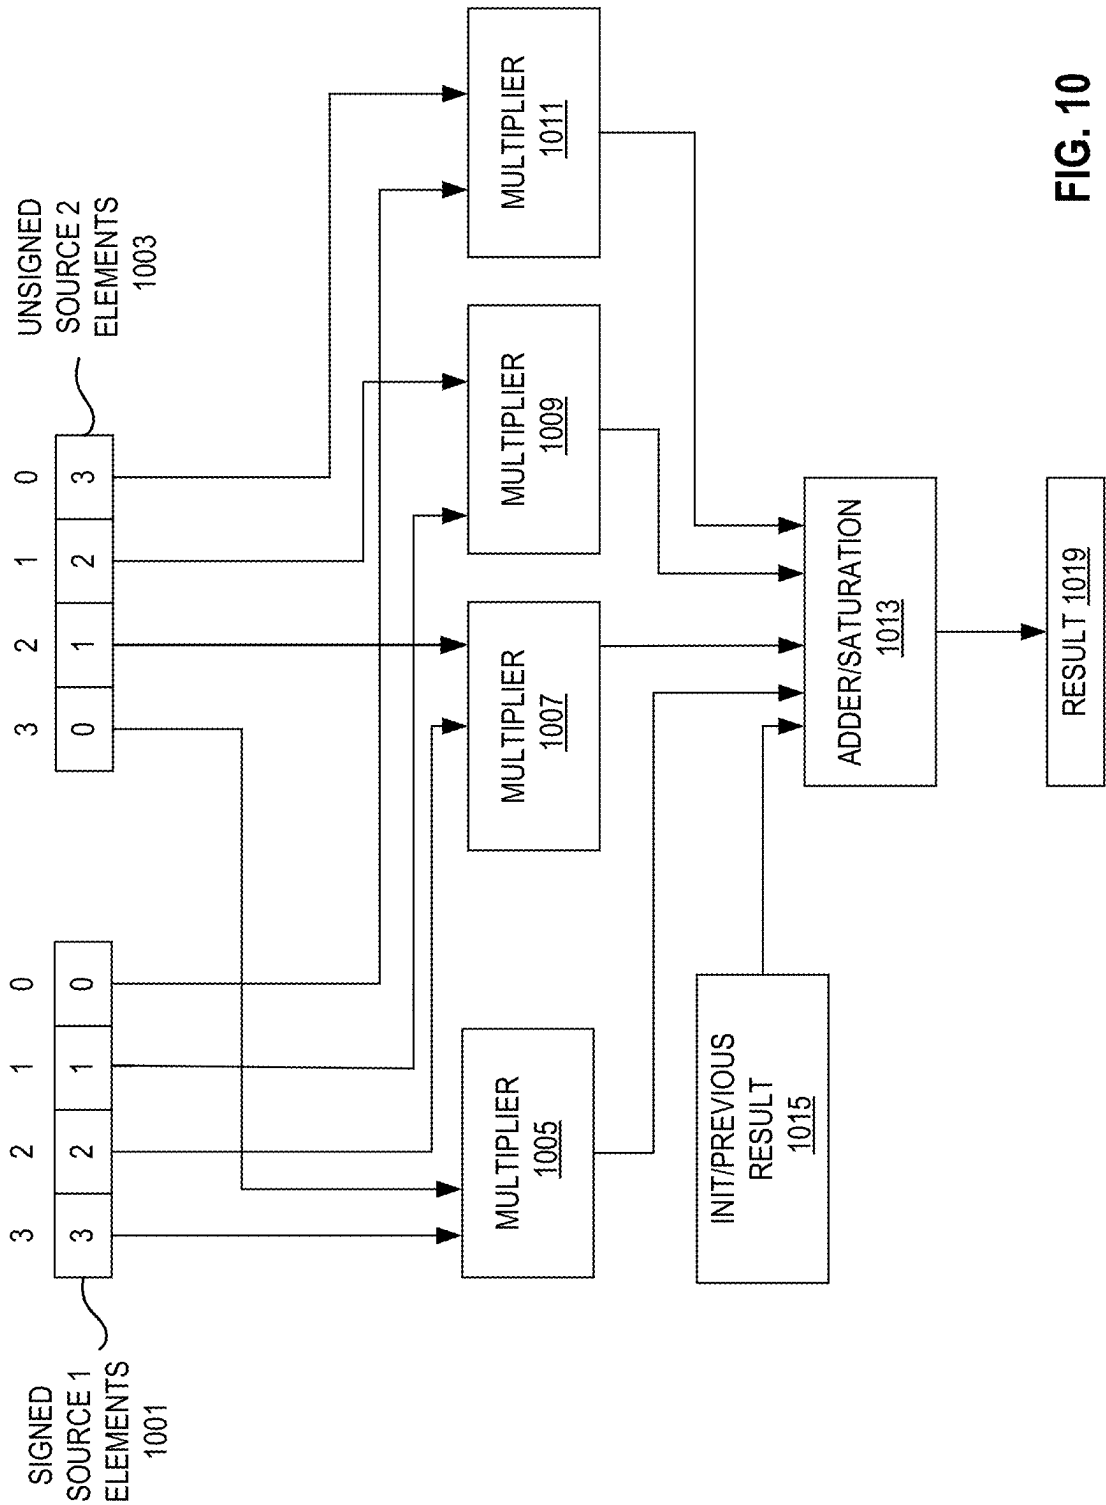 SIGNED
SOURCE 1
ELEMENTS
1001
3 2 1 0
3 2 1 0
UNSIGNED
SOURCE 2
ELEMENTS
1003
3 2 1 0
0 1 2 3
MULTIPLIER
1005
MULTIPLIER
1007
MULTIPLIER
1009
MULTIPLIER
1011
INIT/PREVIOUS
RESULT
1015
ADDER/SATURATION
1013
RESULT 1019
FIG. 10